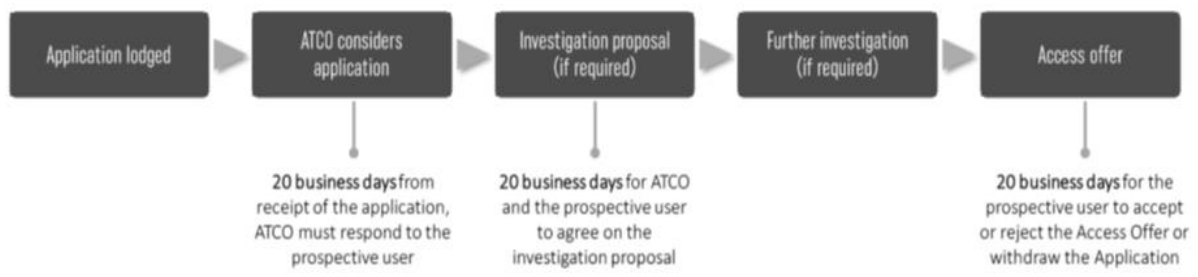 Application lodged
ATCO considers
application
Investigation proposal
(if required)
Further investigation
(if required)
Access offer
20 business days from
receipt of the application,
ATCO must respond to the
prospective user
20 business days for ATCO
and the prospective user
to agree on the
investigation proposal
20 business days for the
prospective user to accept
or reject the Access Offer or
withdraw the Application